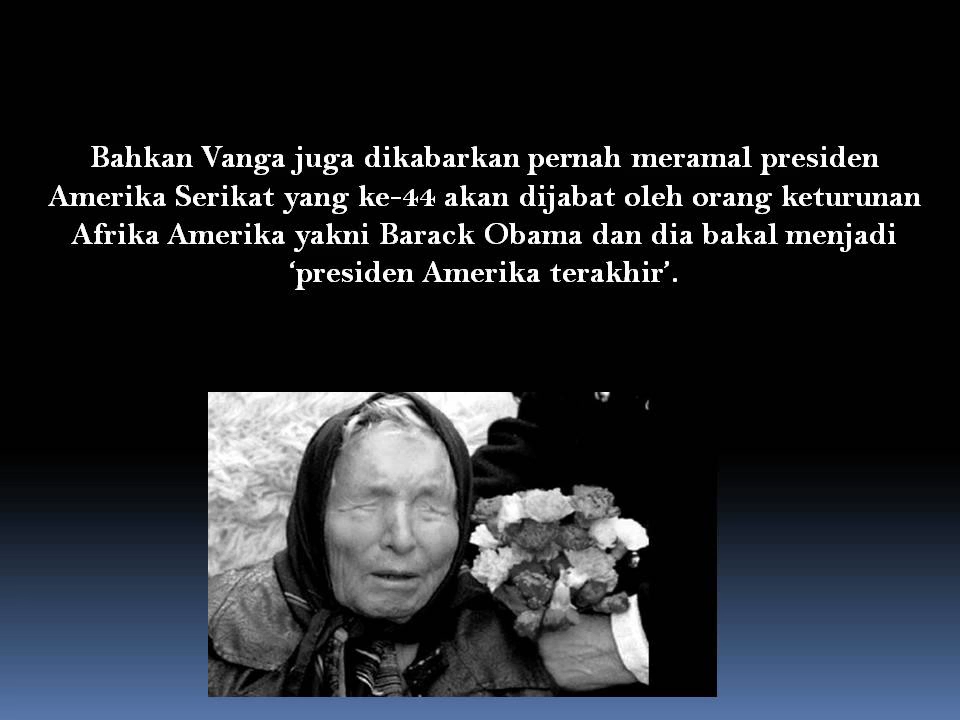 Bahkan Vanga juga dikabarkan pernah meramal presiden
Amerika Serikat yang ke-44 akan dijabat oleh orang keturunan
Afrika Amerika yakni Barack Obama dan dia bakal menjadi
‘presiden Amerika terakhir’.